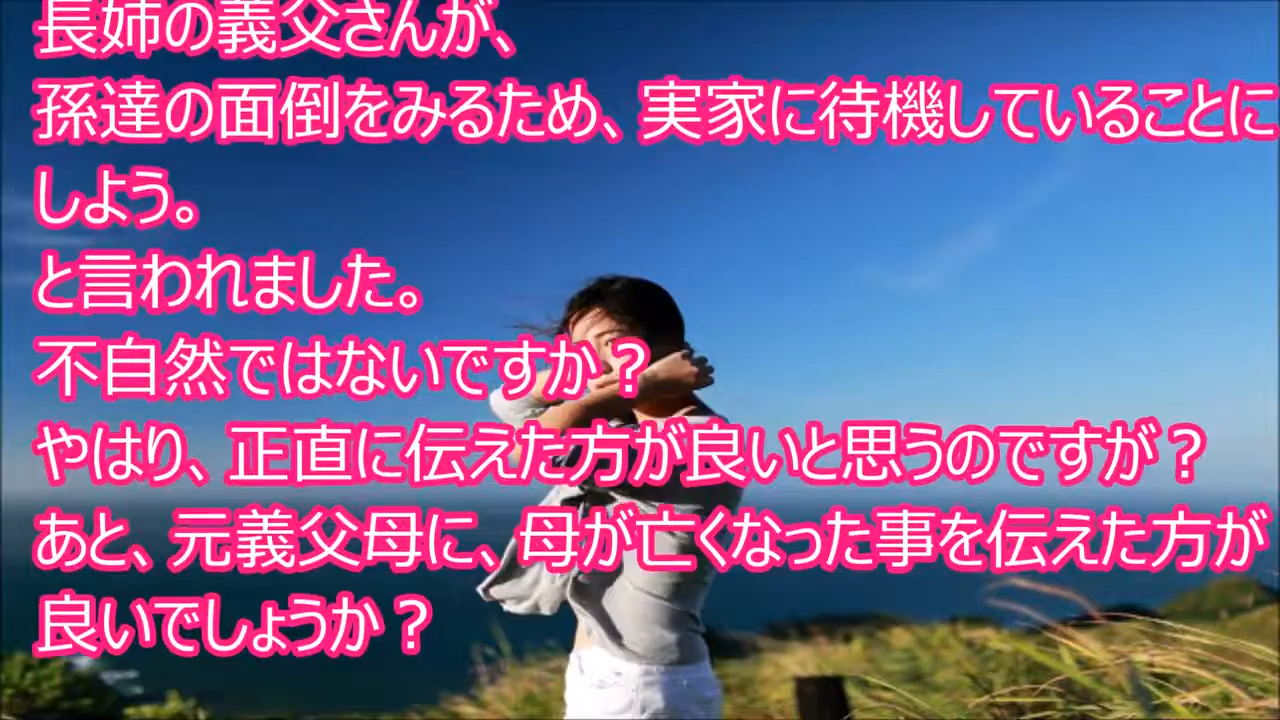 長姉の義父さんが、
孫達の面倒をみるため、実家に待機していることに
しよう。
と言われました。
不自然ではないですか？
やはり、正直に伝えた方が良いと思うのですが？
あと、元義父母に、母が亡くなった事を伝えた方が
良いでしょうか？